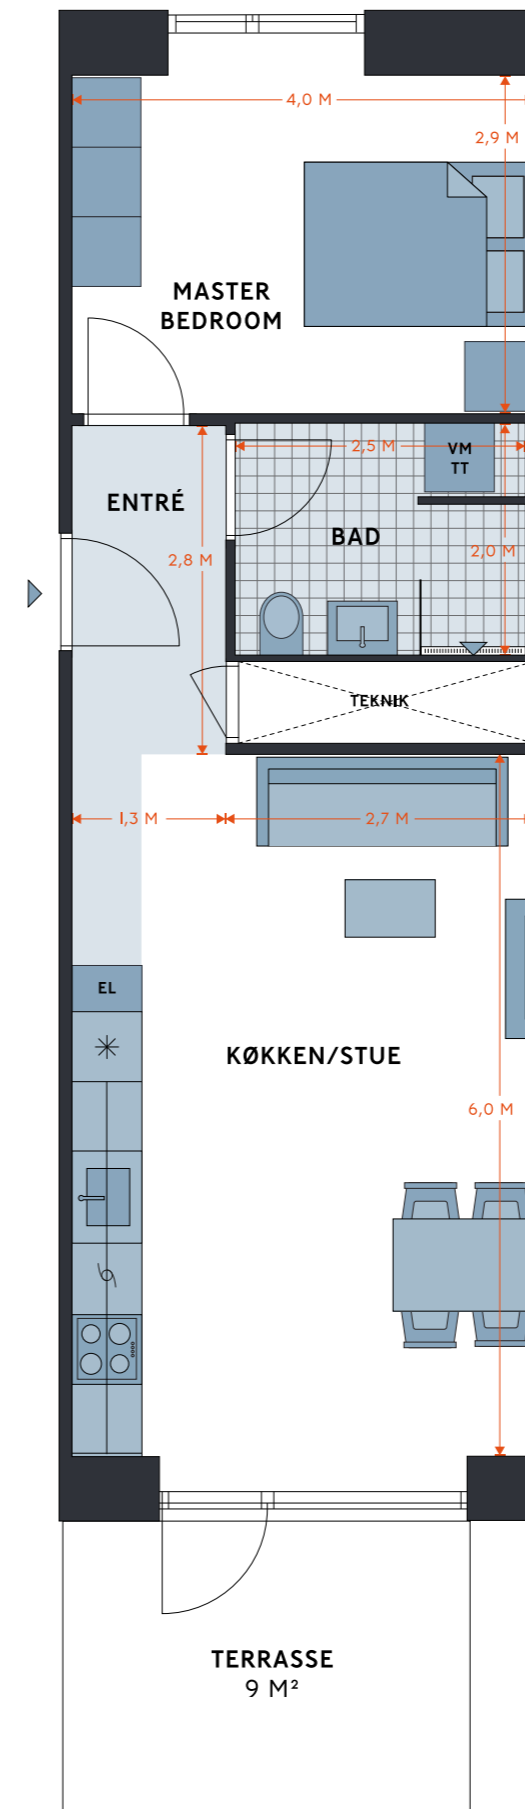 4,0 M
2,9 M
MASTER
BEDROOM
ENTRÉ
2,5 M
VM
TT
BAD
2,8 M
2,0 M
TEKNIK
1,3 M
2,7 M
EL
KØKKEN/STUE
6,0 M
TERRASSE
9 M²